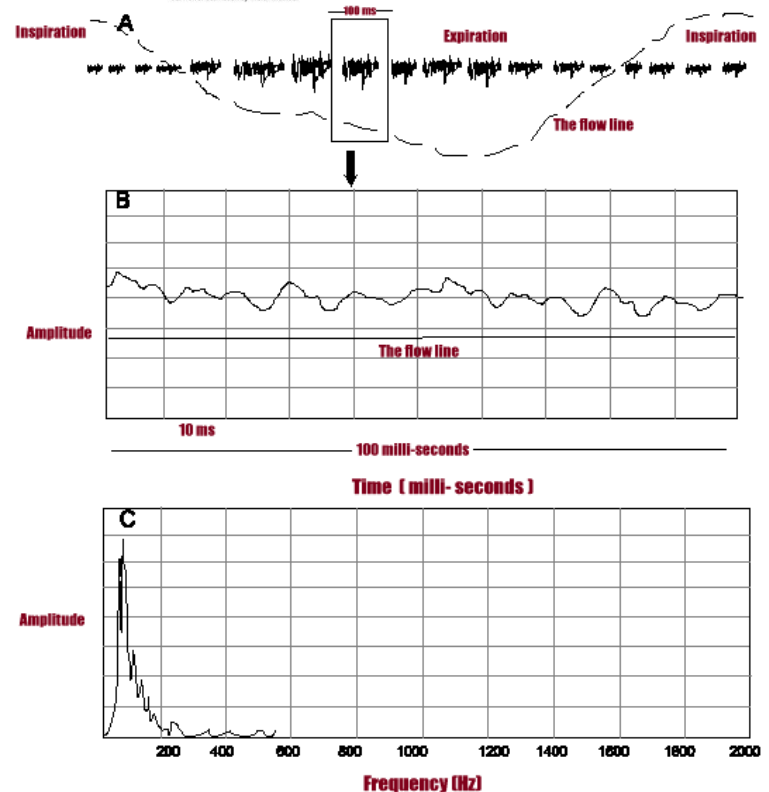 100 ms
A
Inspiration
Expiration
Inspiration
The flow line
B
Amplitude
The flow line
10 ms
100 milli-seconds
Time ( milli- seconds )
C
Amplitude
200 400 600 800 1000 1200 1400 1600 1800 2000
Frequency (Hz)